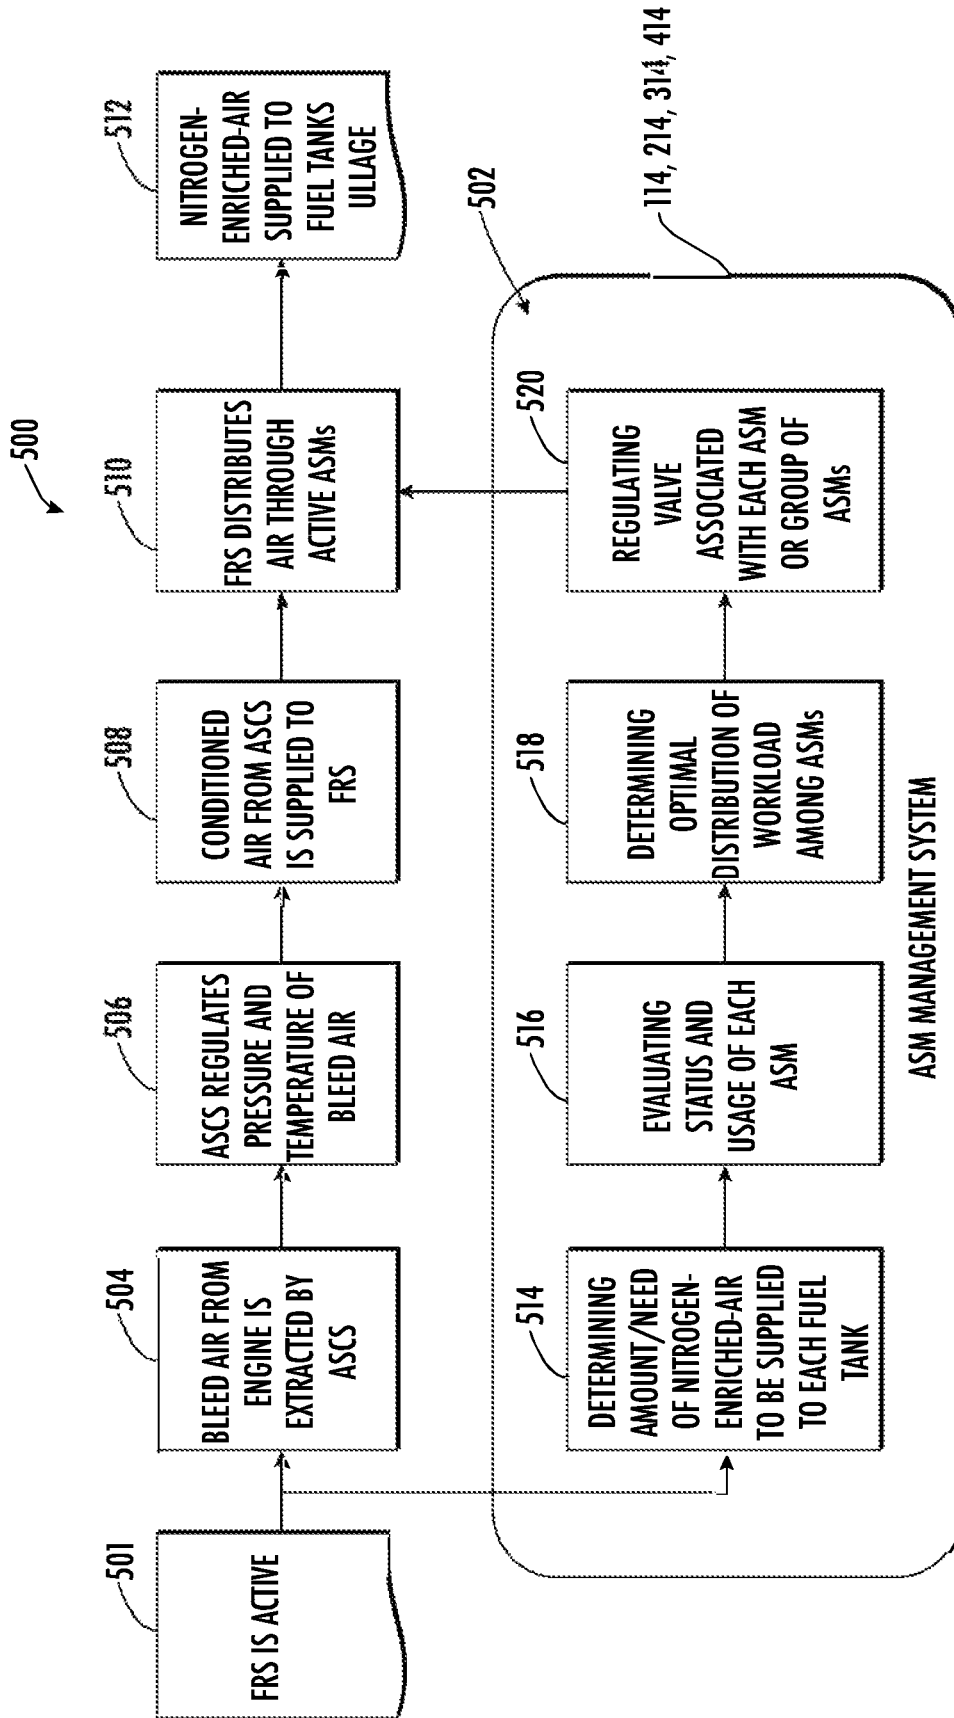 500
501
FRS IS ACTIVE
504
BLEED AIR FROM
ENGINE IS
EXTRACTED BY
ASCS
506
ASCS REGULATES
PRESSURE AND
TEMPERATURE OF
BLEED AIR
508
CONDITIONED
AIR FROM ASCS
IS SUPPLIED TO
FRS
510
FRS DISTRIBUTES
AIR THROUGH
ACTIVE ASMs
512
NITROGEN-
ENRICHED-AIR
SUPPLIED TO
FUEL TANKS
ULLAGE
502
514
DETERMINING
AMOUNT/NEED
OF NITROGEN-
ENRICHED-AIR
TO BE SUPPLIED
TO EACH FUEL
TANK
516
EVALUATING
STATUS AND
USAGE OF EACH
ASM
518
DETERMINING
OPTIMAL
DISTRIBUTION OF
WORKLOAD
AMONG ASMs
520
REGULATING
VALVE
ASSOCIATED
WITH EACH ASM
OR GROUP OF
ASMs
114, 214, 314, 414
ASM MANAGEMENT SYSTEM